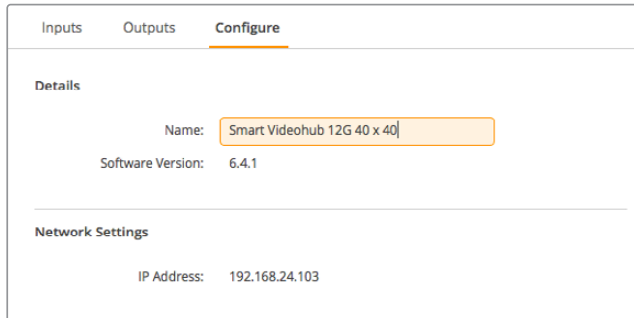 Inputs Outputs Configure
Details
Name: Smart Videohub 12G 40 x 40
Software Version: 6.4.1
Network Settings
IP Address: 192.168.24.103